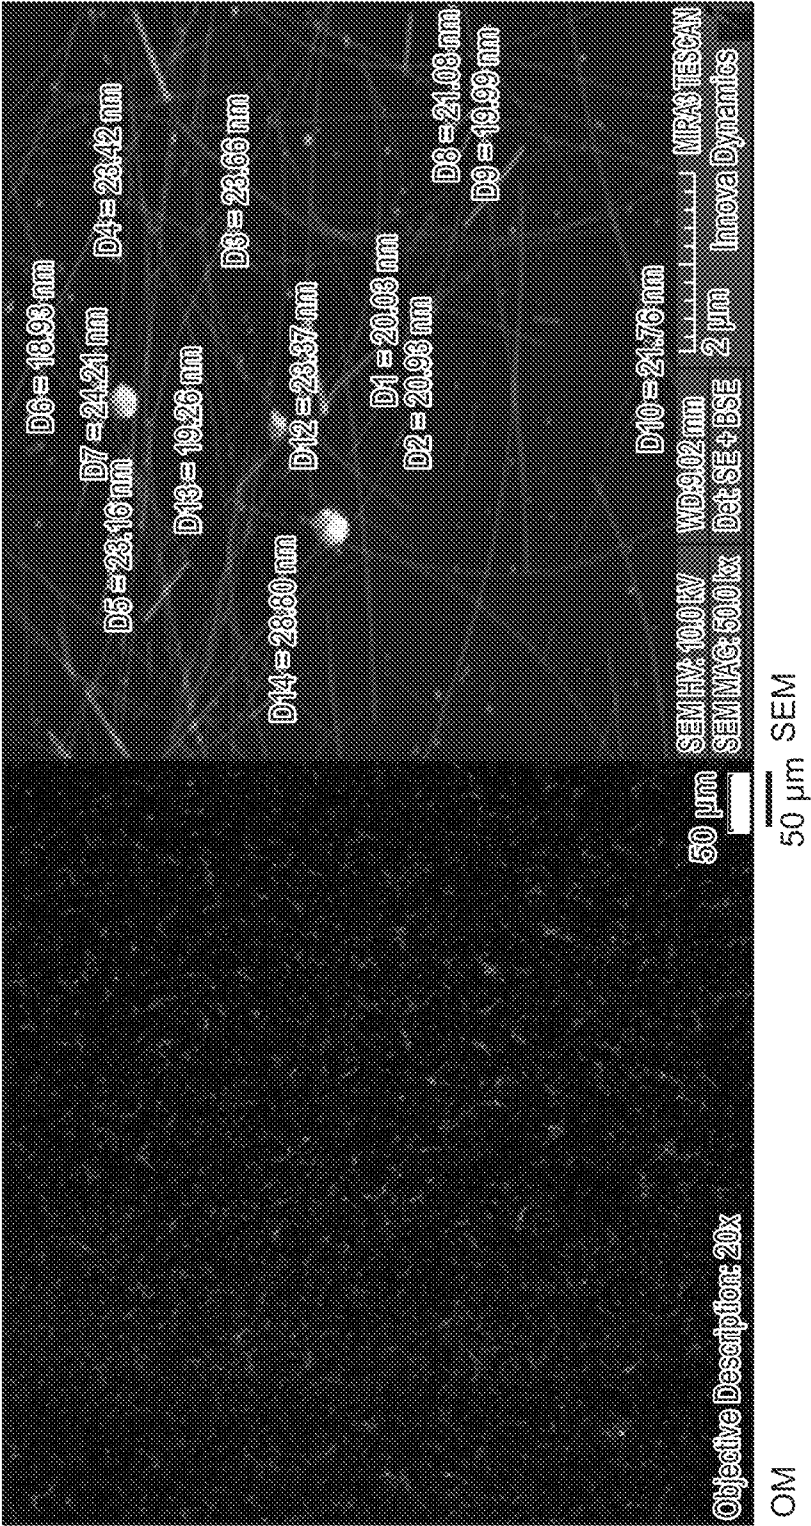 50 µm
Objective Description: 20x
D6 = 18.93 nm
D7 = 24.21 nm
D4 = 23.42 nm
D5 = 23.16 nm
D13 = 19.26 nm
D3 = 23.66 nm
D14 = 28.80 nm
D12 = 23.37 nm
D1 = 20.03 nm
D2 = 20.93 nm
D8 = 21.08 nm
D9 = 19.99 nm
D10 = 21.76 nm
SEM HV: 10.0 kV WD: 9.02 mm MIRA3 TESCAN
SEM MAG: 50.0 kx Det: SE + BSE 2 µm Innova Dynamics
OM 50 µm SEM